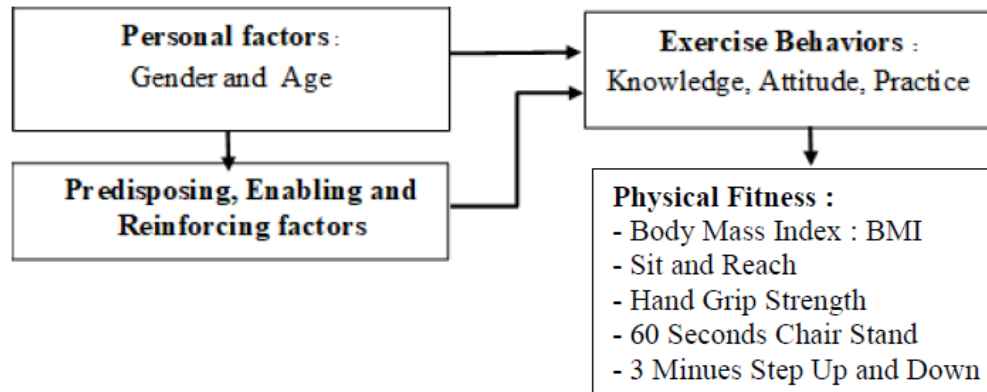 Personal factors :
Gender and Age
Predisposing, Enabling and
Reinforcing factors
Exercise Behaviors :
Knowledge, Attitude, Practice
Physical Fitness :
- Body Mass Index : BMI
- Sit and Reach
- Hand Grip Strength
- 60 Seconds Chair Stand
- 3 Minues Step Up and Down